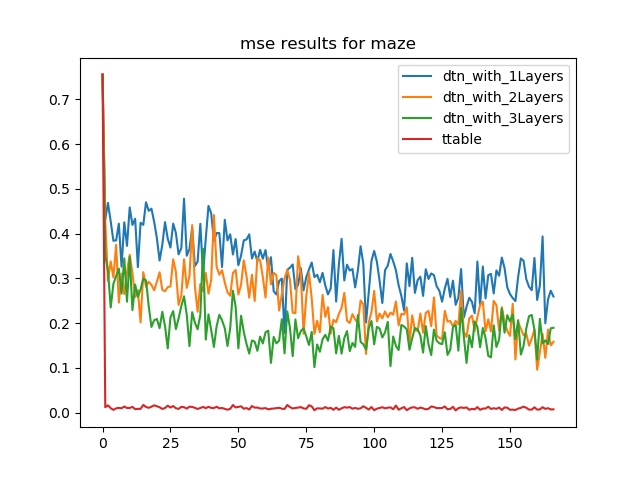 mse results for maze
dtn_with_1Layers
dtn_with_2Layers
dtn_with_3Layers
ttable
0.7
0.6
0.5
0.4
0.3
0.2
0.1
0.0
0 25 50 75 100 125 150